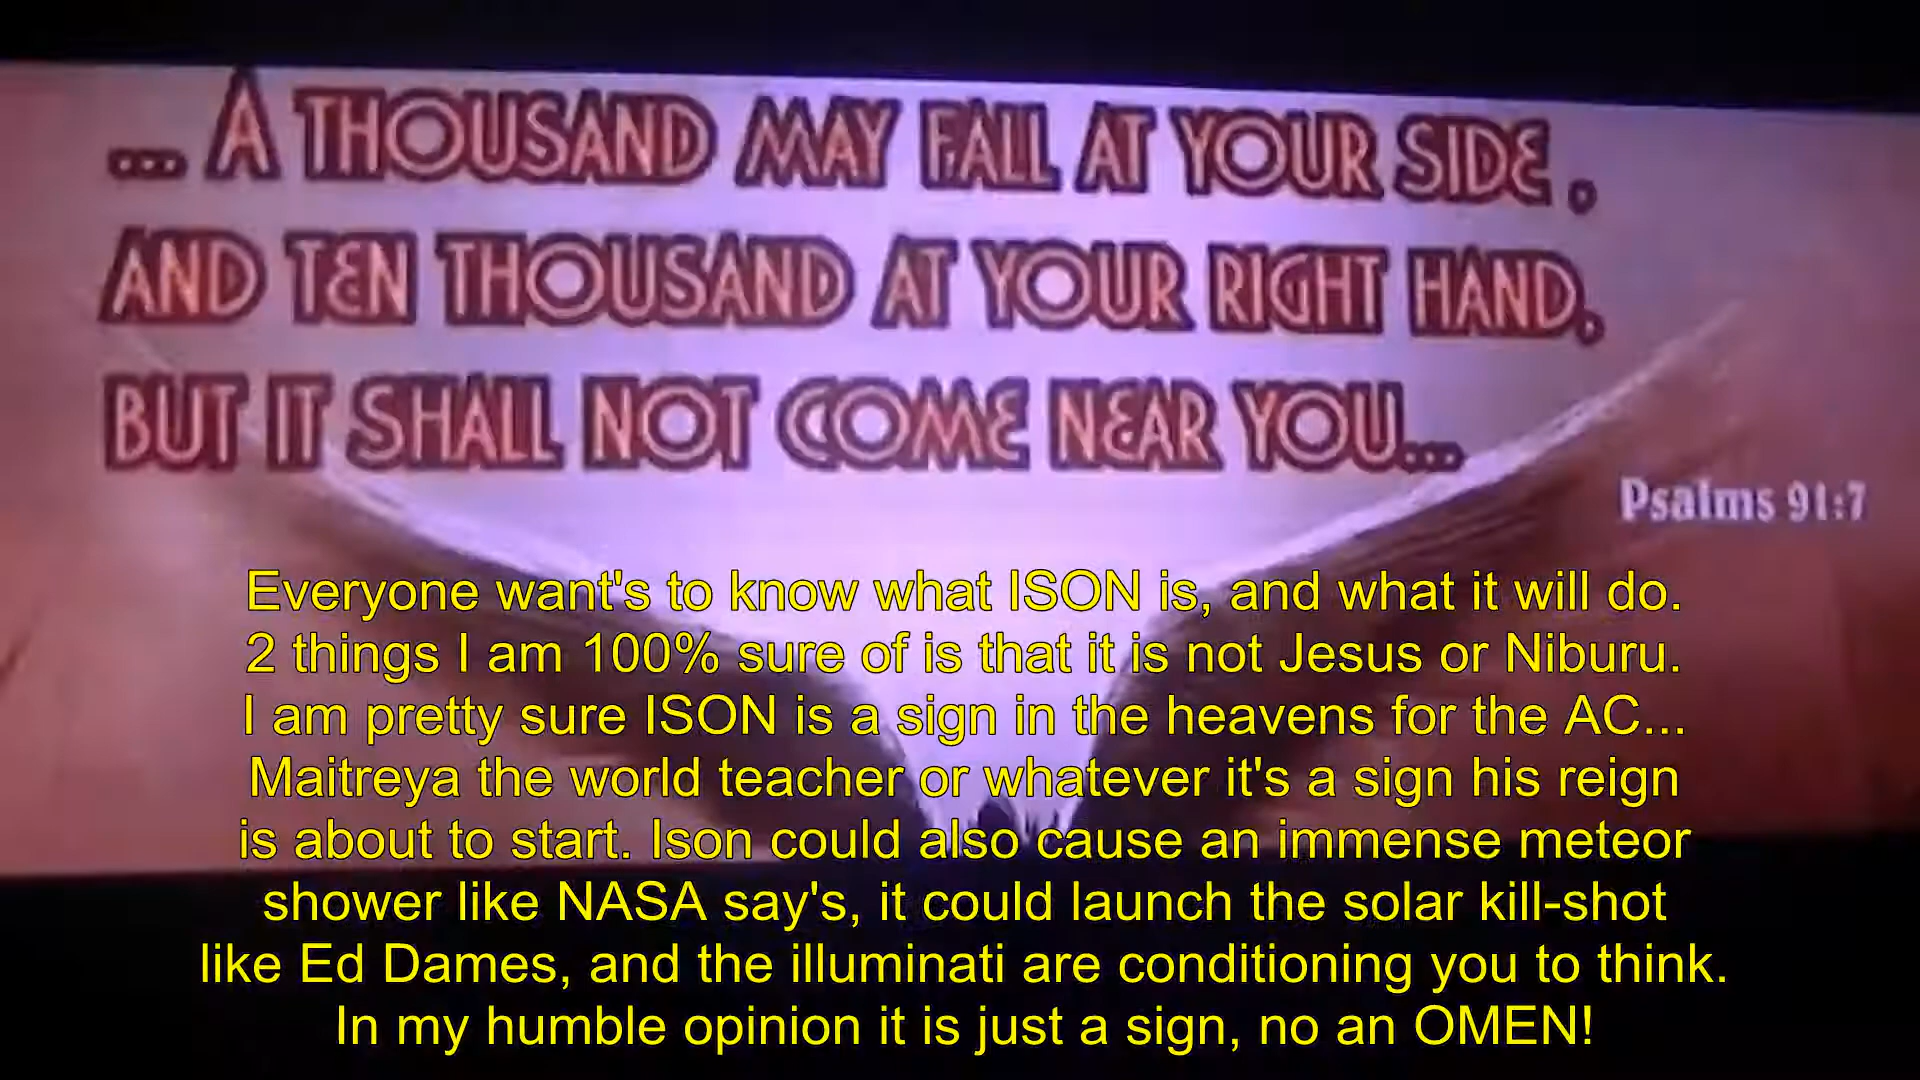 ... A THOUSAND MAY FALL AT YOUR SIDE ,
AND TEN THOUSAND AT YOUR RIGHT HAND,
BUT IT SHALL NOT COME NEAR YOU...
Psalms 91:7
Everyone want's to know what ISON is, and what it will do.
2 things I am 100% sure of is that it is not Jesus or Niburu.
I am pretty sure ISON is a sign in the heavens for the AC...
Maitreya the world teacher or whatever it's a sign his reign
is about to start. Ison could also cause an immense meteor
shower like NASA say's, it could launch the solar kill-shot
like Ed Dames, and the illuminati are conditioning you to think.
In my humble opinion it is just a sign, no an OMEN!